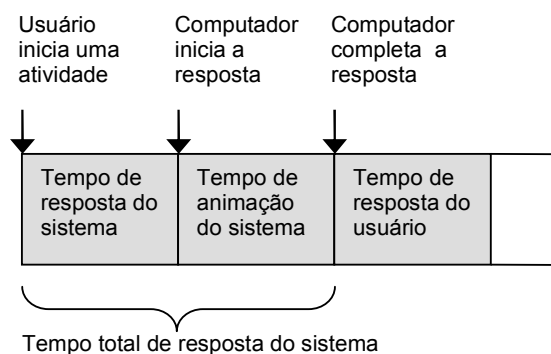 Usuário
inicia uma
atividade
Computador
inicia a
resposta
Computador
completa a
resposta
Tempo de
resposta do
sistema
Tempo de
animação
do sistema
Tempo de
resposta do
usuário
Tempo total de resposta do sistema